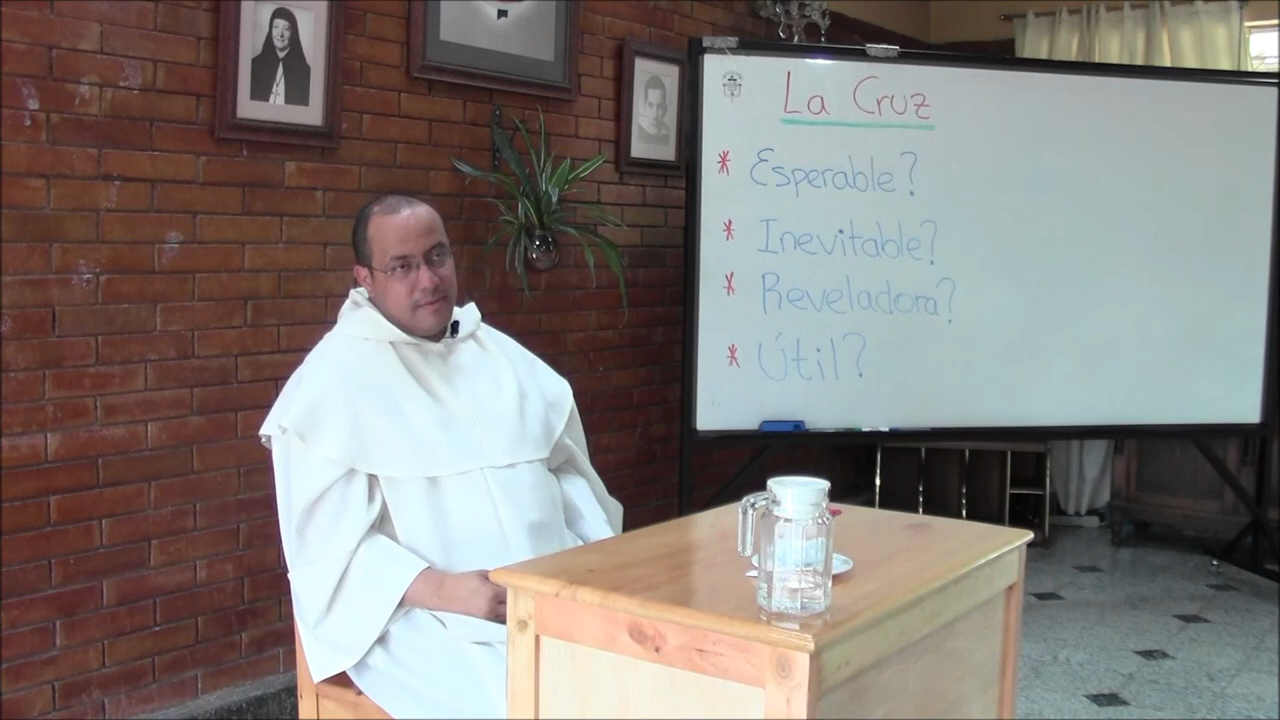 La Cruz
* Esperable?
* Inevitable?
* Reveladora?
* Útil?